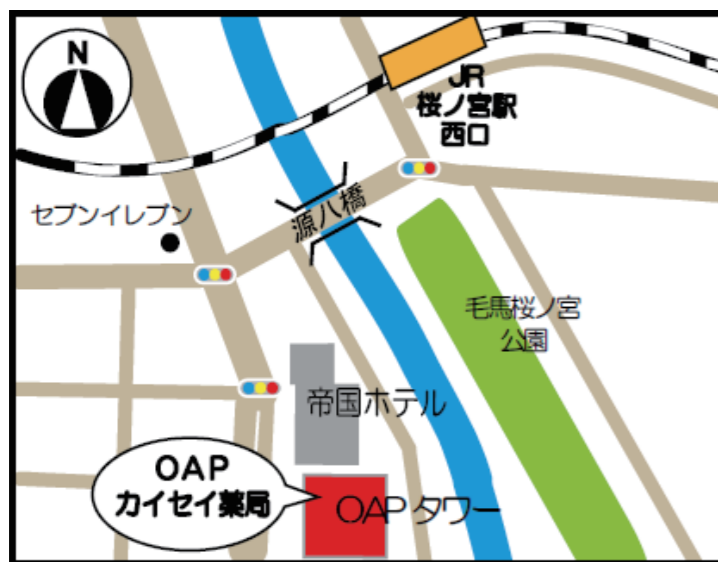 N
JR
桜ノ宮駅
西口
セブンイレブン
源八橋
毛馬桜ノ宮
公園
帝国ホテル
OAP
カイセイ薬局
OAPタワー